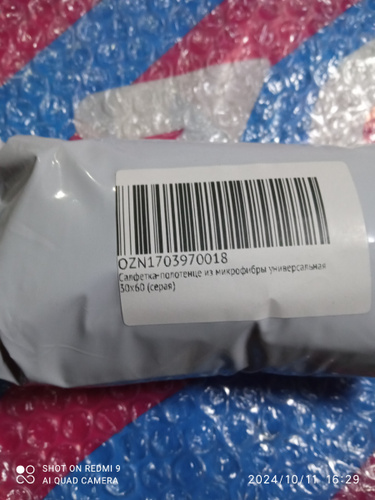 OZN1703970018
Салфетка-полотенце из микрофибры универсальная
30x60 (серая)
SHOT ON REDMI 9
AI QUAD CAMERA
2024/10/11 16:29